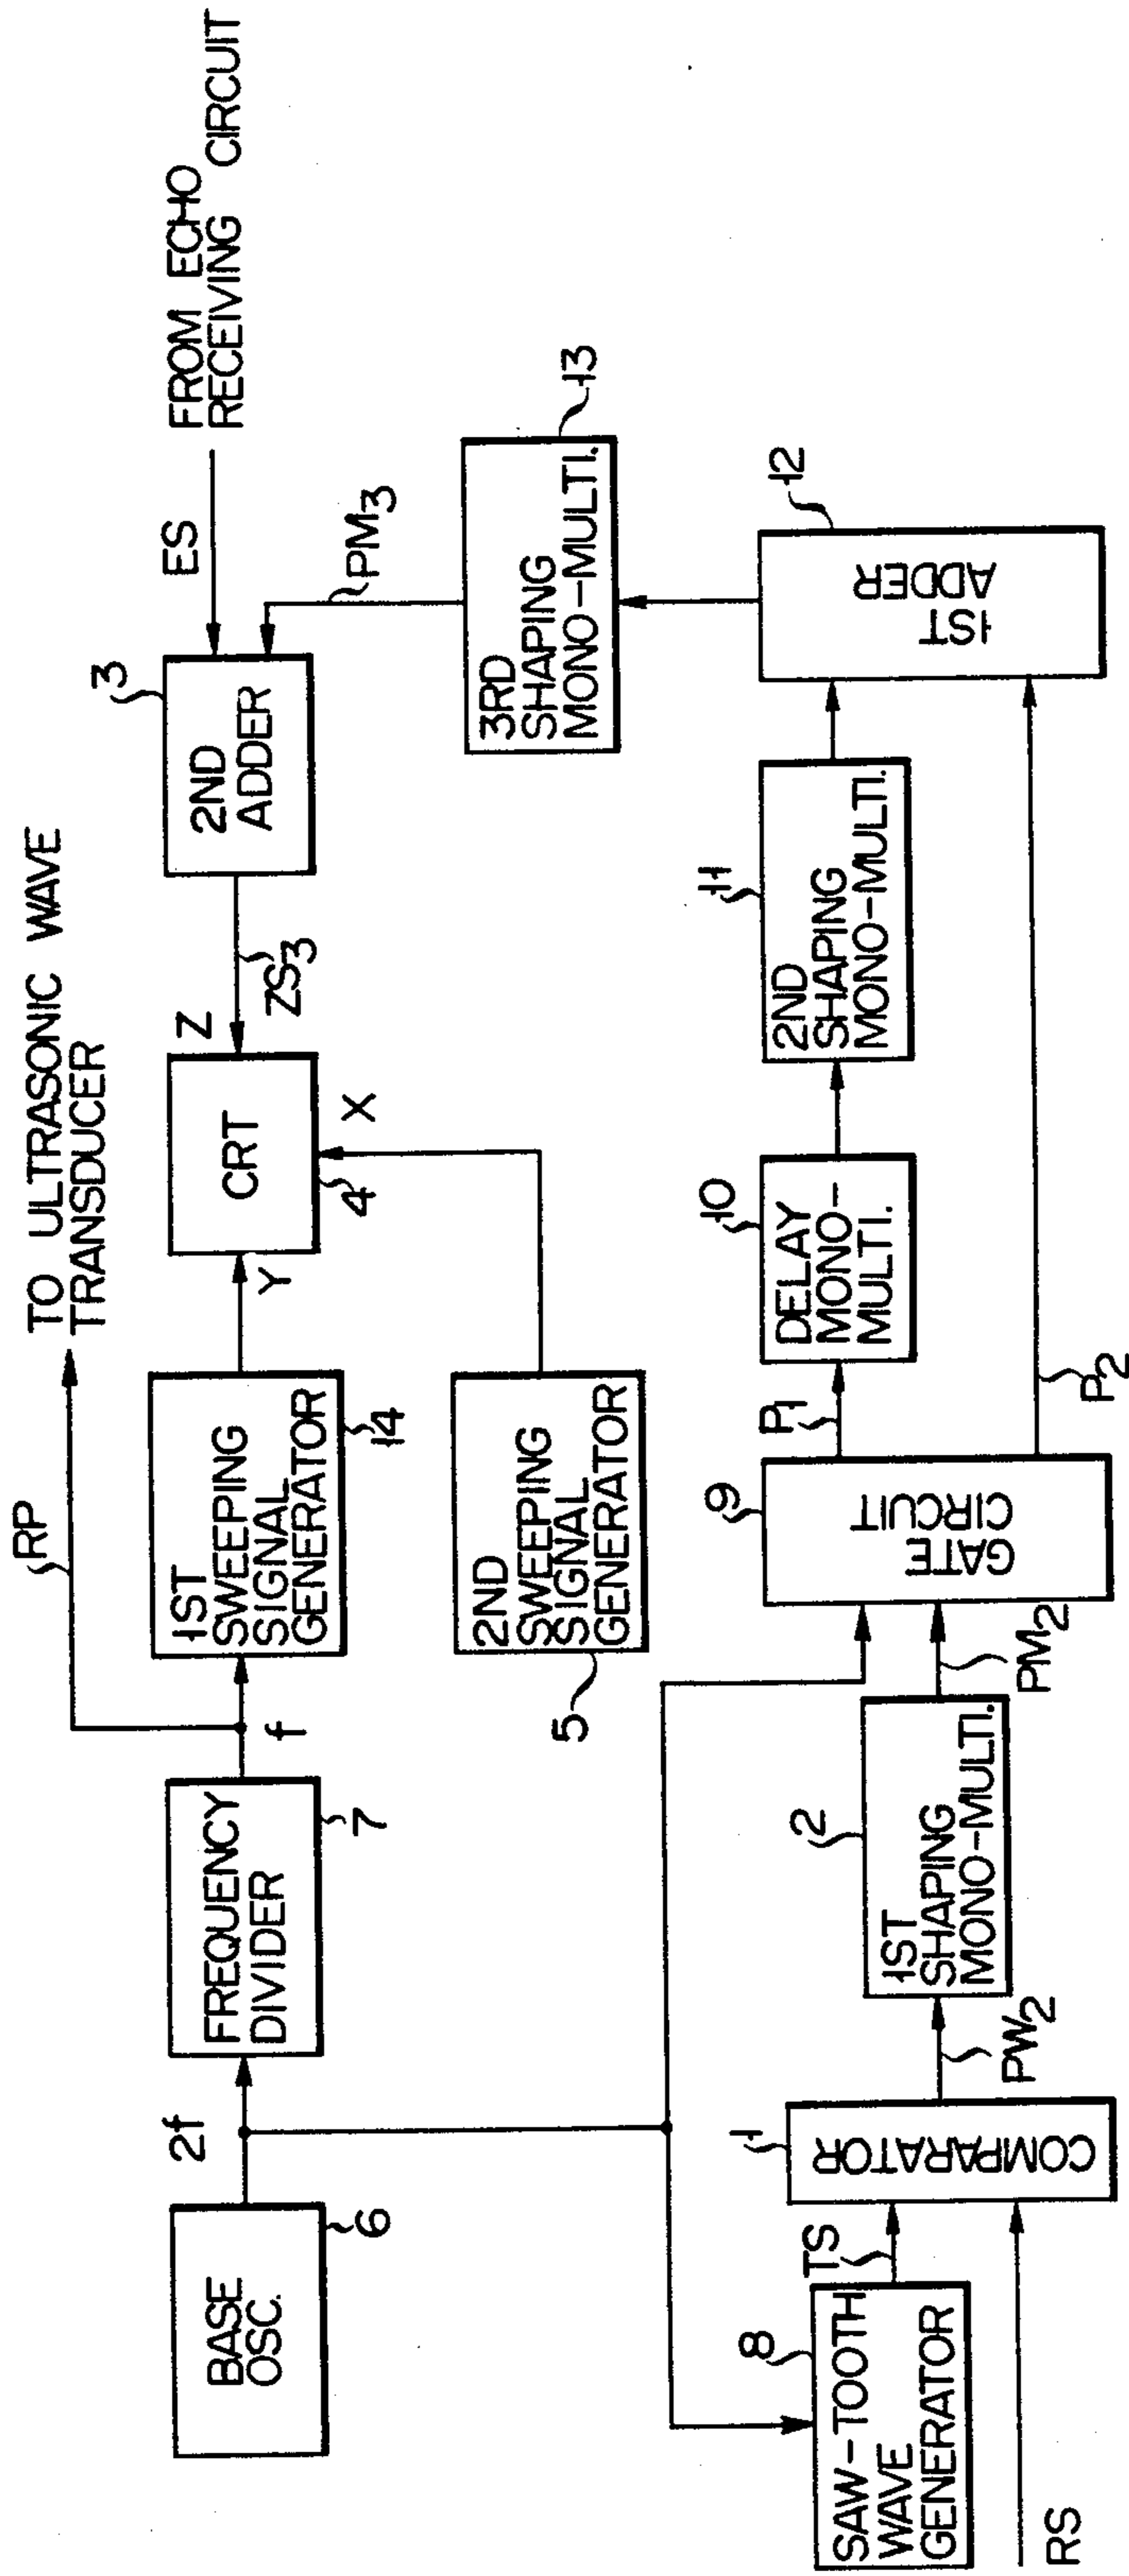 TO ULTRASONIC WAVE
TRANSDUCER
RP
FROM ECHO
RECEIVING CIRCUIT
BASE
OSC.
6
2f
FREQUENCY
DIVIDER
7
f
1ST
SWEEPING
SIGNAL
GENERATOR
14
Y
CRT
4
X
Z
ZS3
2ND
ADDER
3
ES
PM3
2ND
SWEEPING
SIGNAL
GENERATOR
5
3RD
SHAPING
MONO-MULTI.
13
SAW-TOOTH
WAVE
GENERATOR
8
TS
RS
COMPARATOR
1
PW2
1ST
SHAPING
MONO-MULTI.
2
PM2
GATE
CIRCUIT
9
P1
P2
DELAY
MONO-
MULTI.
10
2ND
SHAPING
MONO-MULTI.
11
1ST
ADDER
12